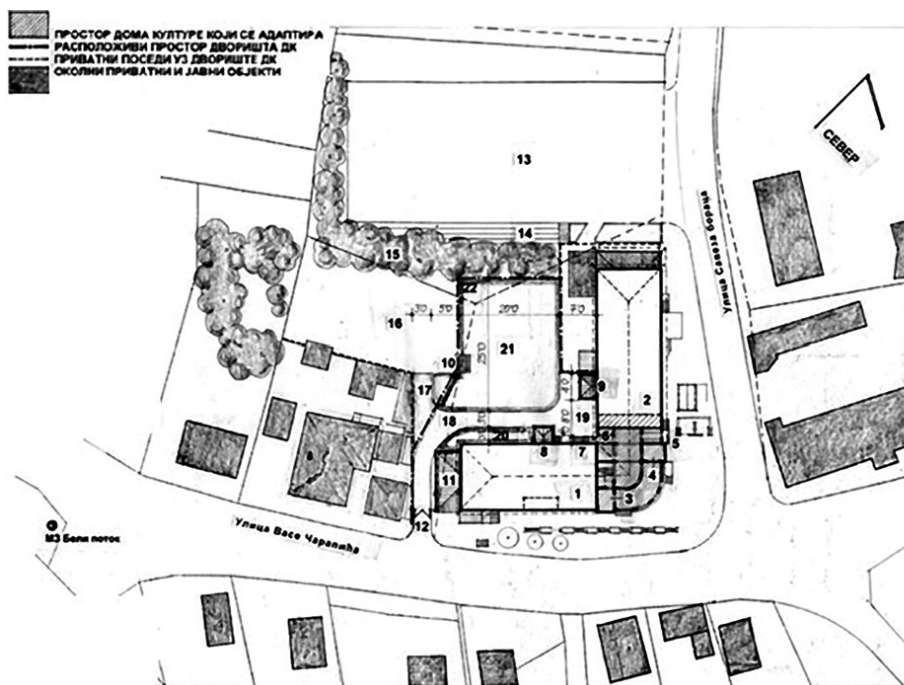 ПРОСТОР ДОМА КУЛТУРЕ КОЈИ СЕ АДАПТИРА
РАСПОЛОЖИВИ ПРОСТОР ДВОРИШТА ДК
ПРИВАТНИ ПОСЕДИ УЗ ДВОРИШТЕ ДК
ОКОЛНИ ПРИВАТНИ И ЈАВНИ ОБЈЕКТИ
СЕВЕР
13
Улица Савеза бораца
14
15
22
16
21
10
17
9
2
18
19
20
8
7
6
5
11
4
1
3
12
Улица Васе Чарапића
МЗ Бели поток